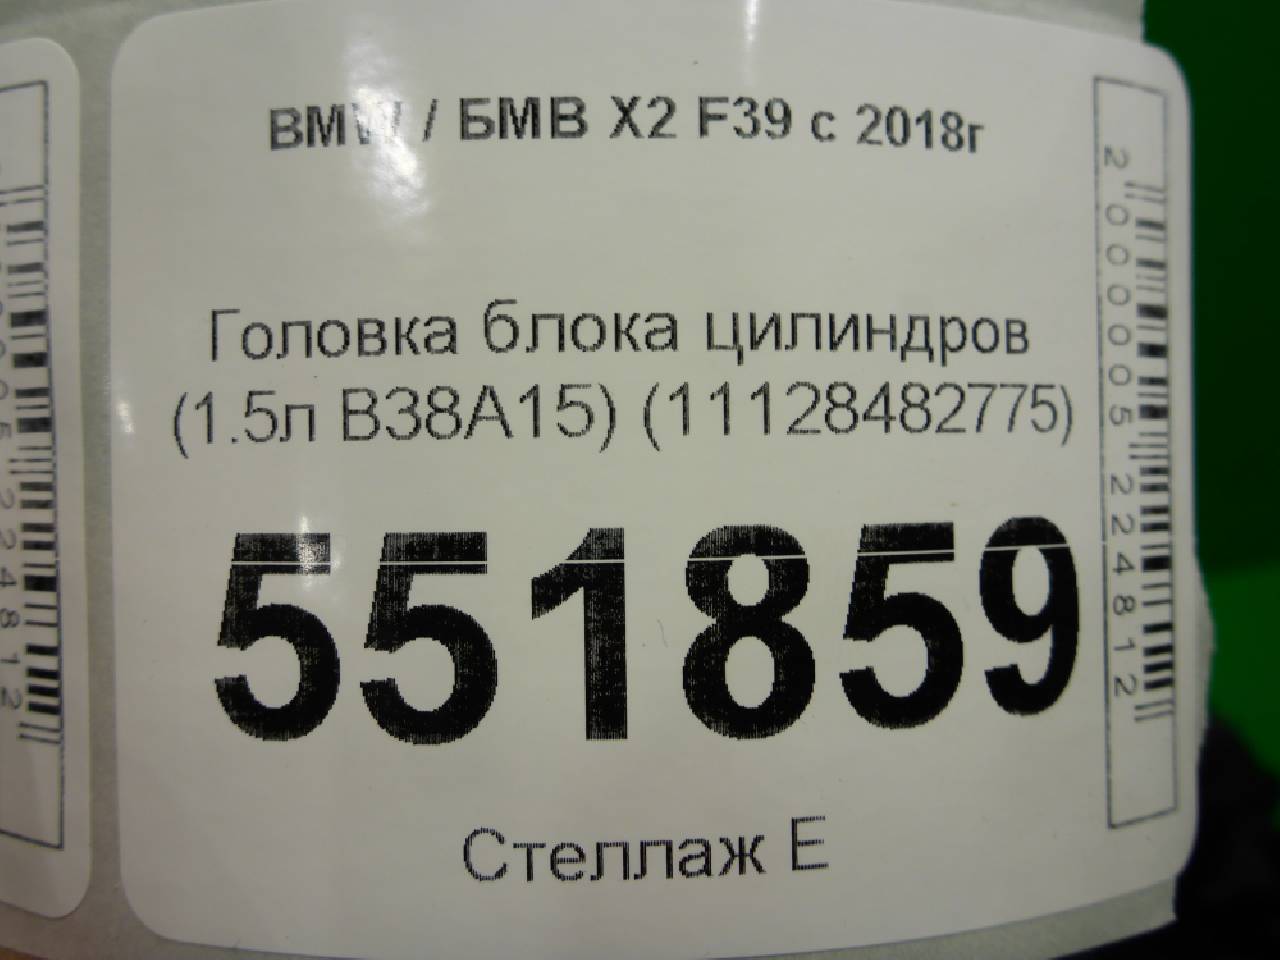 BMW / БМВ X2 F39 с 2018г
Головка блока цилиндров
(1.5л B38A15) (11128482775)
551859
Стеллаж Е
2000005224812